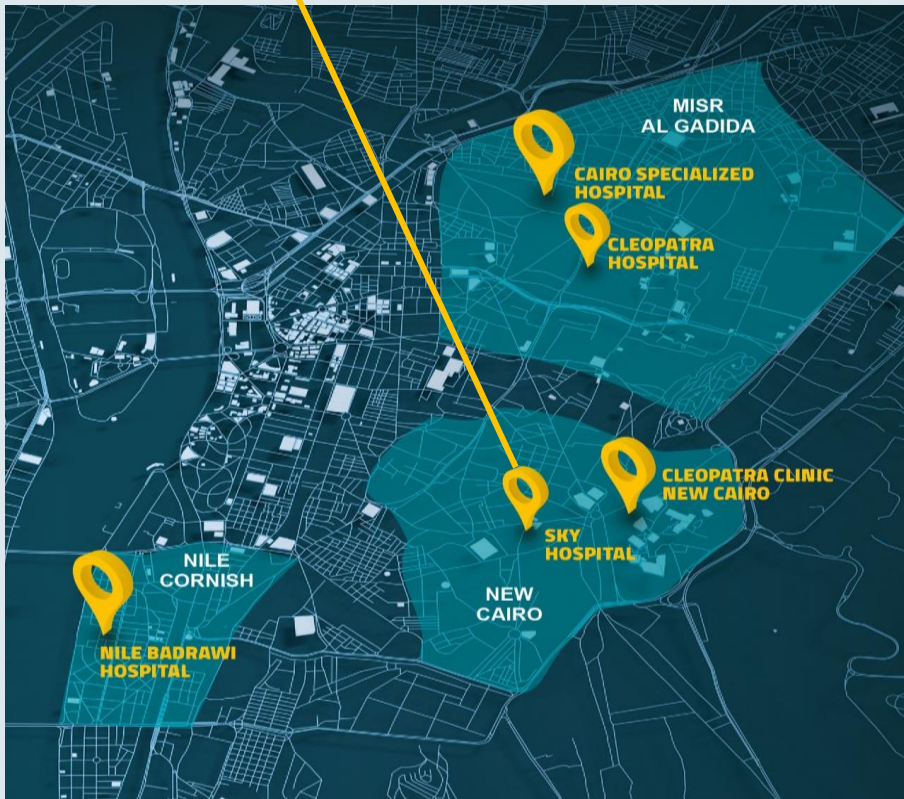 MISR
AL GADIDA
CAIRO SPECIALIZED
HOSPITAL
CLEOPATRA
HOSPITAL
CLEOPATRA CLINIC
NEW CAIRO
SKY
HOSPITAL
NEW
CAIRO
NILE
CORNISH
NILE BADRAWI
HOSPITAL